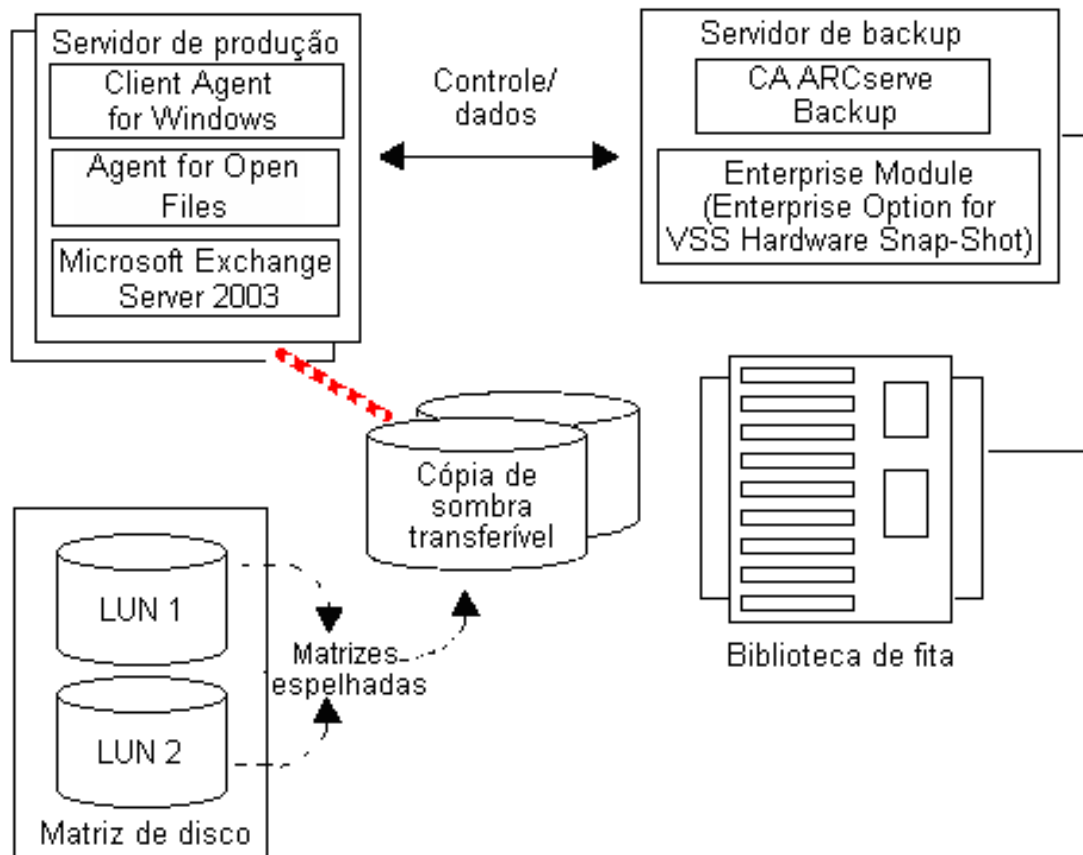 Servidor de produção
Client Agent
for Windows
Agent for Open
Files
Microsoft Exchange
Server 2003
Controle/
dados
Servidor de backup
CA ARCserve
Backup
Enterprise Module
(Enterprise Option for
VSS Hardware Snap-Shot)
Cópia de
sombra
transferível
LUN 1
LUN 2
Matriz de disco
Matrizes
espelhadas
Biblioteca de fita